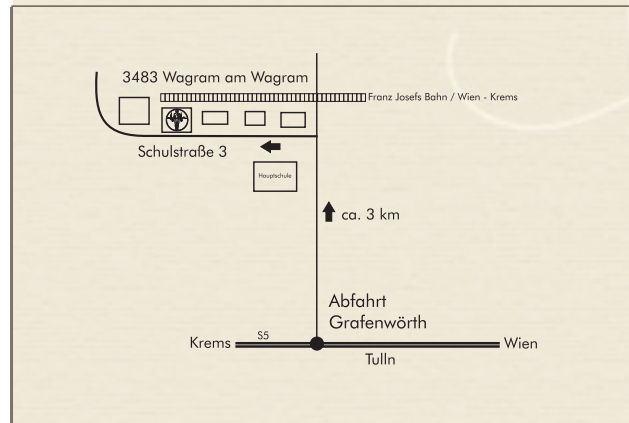 3483 Wagram am Wagram
Franz Josefs Bahn / Wien - Krems
Schulstraße 3
Hauptschule
ca. 3 km
Abfahrt
Grafenwörth
Krems
S5
Wien
Tulln